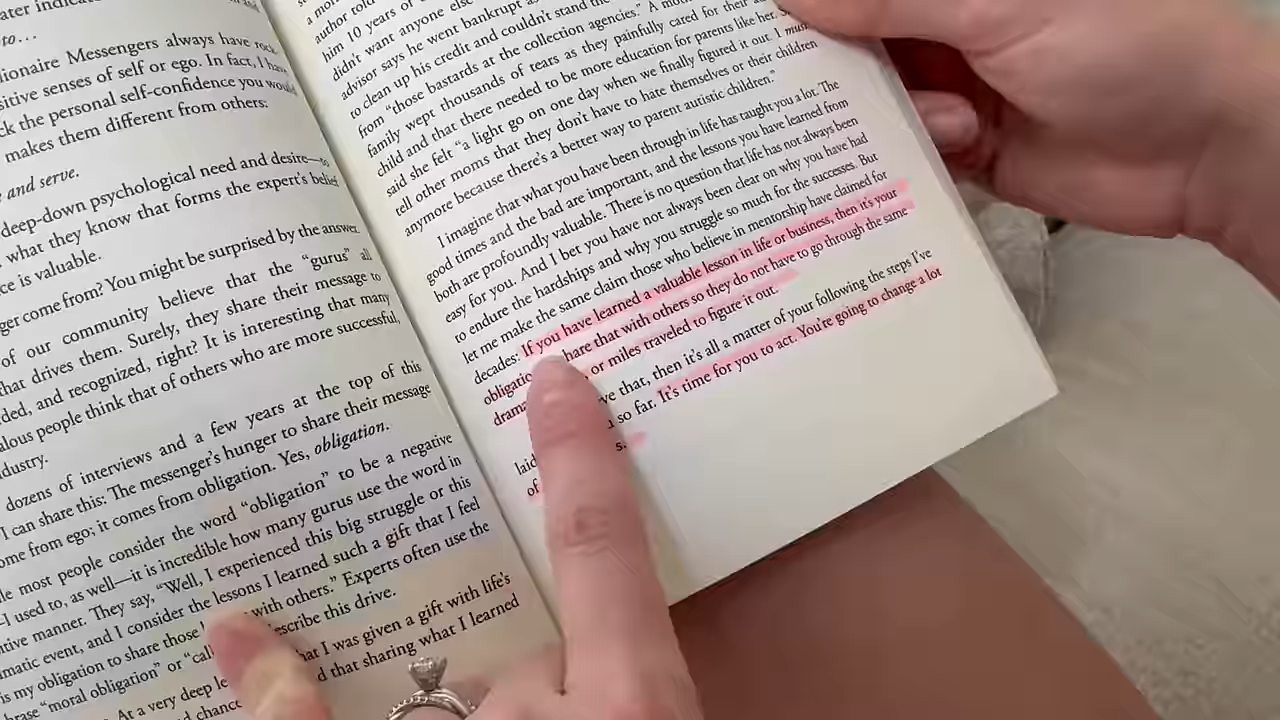 ater indicate
to…
lionaire Messengers always have rock
sitive senses of self or ego. In fact, I have
ck the personal self-confidence you would
makes them different from others:
e and serve.
deep-down psychological need and desire—to
what they know that forms the expert's belief
ce is valuable.
ger come from? You might be surprised by the answer.
of our community believe that the “gurus” all
that drives them. Surely, they share their message to
ded, and recognized, right? It is interesting that many
alous people think that of others who are more successful,
dustry.
dozens of interviews and a few years at the top of this
I can share this: The messenger's hunger to share their message
ome from ego; it comes from obligation. Yes, obligation.
le most people consider the word “obligation” to be a negative
—I used to, as well—it is incredible how many gurus use the word in
itive manner. They say, “Well, I experienced this big struggle or this
matic event, and I consider the lessons I learned such a gift that I feel
is my obligation to share those with others.” Experts often use the
hrase “moral obligation” or “cal escribe this drive.
At a very deep le hat I was given a gift with life's
d chance d that sharing what I learned
a mo
author told
him 10 years of
didn't want anyone else
advisor says he went bankrupt a
to clean up his credit and couldn't stand the
from “those bastards at the collection agencies.” A mo
family wept thousands of tears as they painfully cared for their
child and that there needed to be more education for parents like her. S
said she felt “a light go on one day when we finally figured it out. I mus
tell other moms that they don't have to hate themselves or their children
anymore because there's a better way to parent autistic children.”
I imagine that what you have been through in life has taught you a lot. The
good times and the bad are important, and the lessons you have learned from
both are profoundly valuable. There is no question that life has not always been
easy for you. And I bet you have not always been clear on why you have had
to endure the hardships and why you struggle so much for the successes. But
let me make the same claim those who believe in mentorship have claimed for
decades: If you have learned a valuable lesson in life or business, then it's your
obligatio hare that with others so they do not have to go through the same
drama or miles traveled to figure it out.
ve that, then it's all a matter of your following the steps I've
laid so far. It's time for you to act. You're going to change a lot
of s.